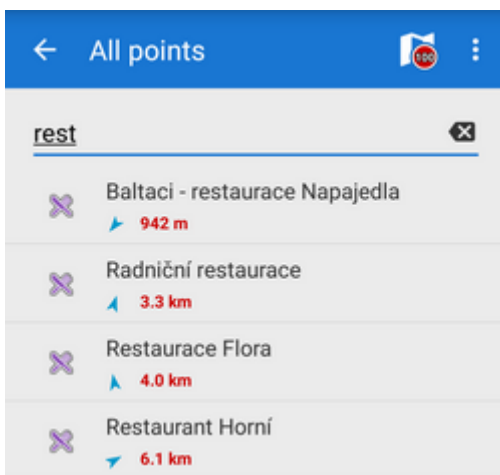 All points
100
rest
Baltaci - restaurace Napajedla
942 m
Radniční restaurace
3.3 km
Restaurace Flora
4.0 km
Restaurant Horní
6.1 km